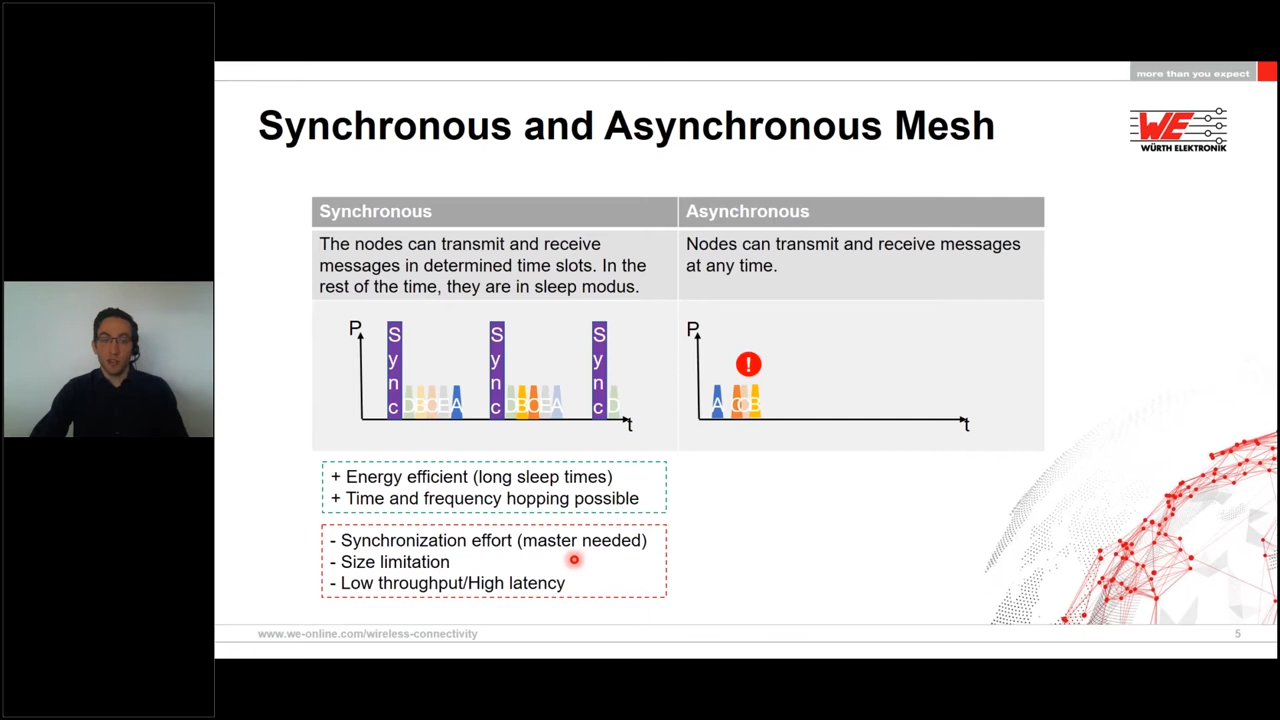 more than you expect
Synchronous and Asynchronous Mesh
WE
WÜRTH ELEKTRONIK
Synchronous
Asynchronous
The nodes can transmit and receive
messages in determined time slots. In the
rest of the time, they are in sleep modus.
Nodes can transmit and receive messages
at any time.
P
Sync
D B C E A
Sync
D B C E A
Sync
D
t
P
!
A C C B
t
+ Energy efficient (long sleep times)
+ Time and frequency hopping possible
- Synchronization effort (master needed)
- Size limitation
- Low throughput/High latency
www.we-online.com/wireless-connectivity
5